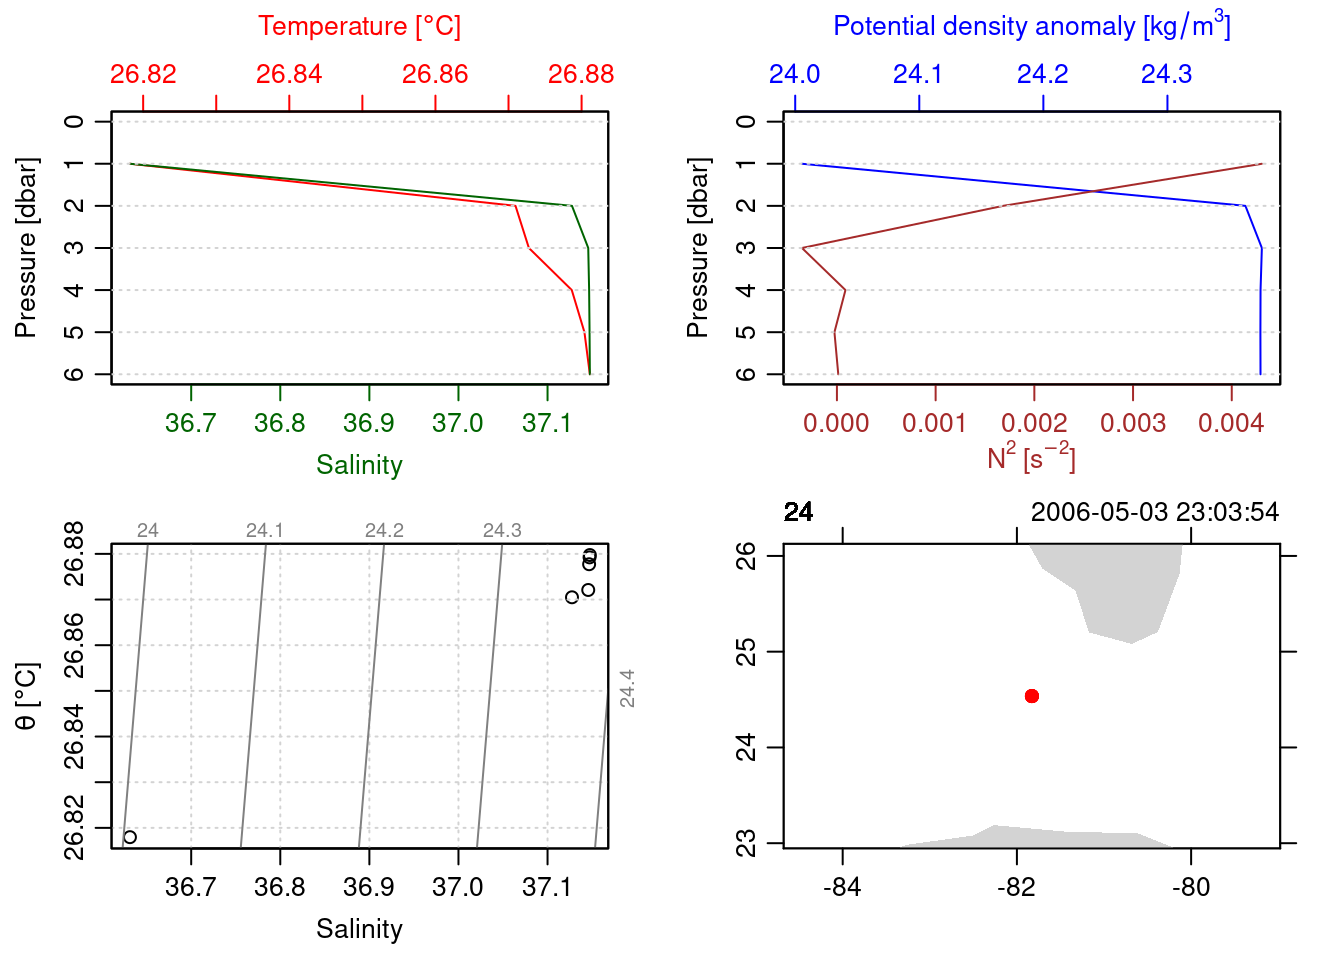 Temperature [°C]
26.82 26.84 26.86 26.88
Pressure [dbar]
0 1 2 3 4 5 6
36.7 36.8 36.9 37.0 37.1
Salinity
Potential density anomaly [kg/m³]
24.0 24.1 24.2 24.3
Pressure [dbar]
0 1 2 3 4 5 6
0.000 0.001 0.002 0.003 0.004
N² [s⁻²]
24 24.1 24.2 24.3
24.4
θ [°C]
26.82 26.84 26.86 26.88
36.7 36.8 36.9 37.0 37.1
Salinity
24 2006-05-03 23:03:54
26
25
24
23
-84 -82 -80